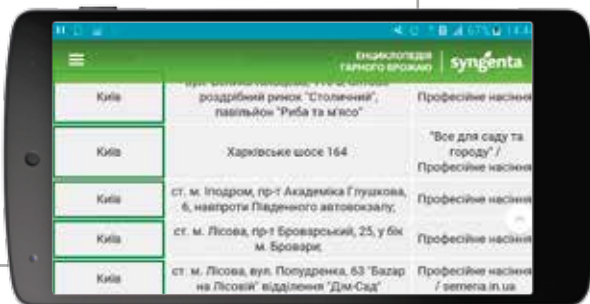 67% 14:4
ЕНЦИКЛОПЕДІЯ
ГАРНОГО ВРОЖАЮ
syngenta
Київ
роздрібний ринок "Столичний",
павільйон "Риба та м'ясо"
Професійне насіння
Київ
Харківське шосе 164
"Все для саду та
городу" /
Професійне насіння
Київ
ст. м. Іподром, пр-т Академіка Глушкова,
6, навпроти Південного автовокзалу;
Професійне насіння
Київ
ст. м. Лісова, пр-т Броварський, 25, у бік
м. Бровари;
Професійне насіння
Київ
ст. м. Лісова, вул. Попудренка, 63 "Базар
на Лісовій" відділення "Дім-Сад"
Професійне насіння
/ semena.in.ua